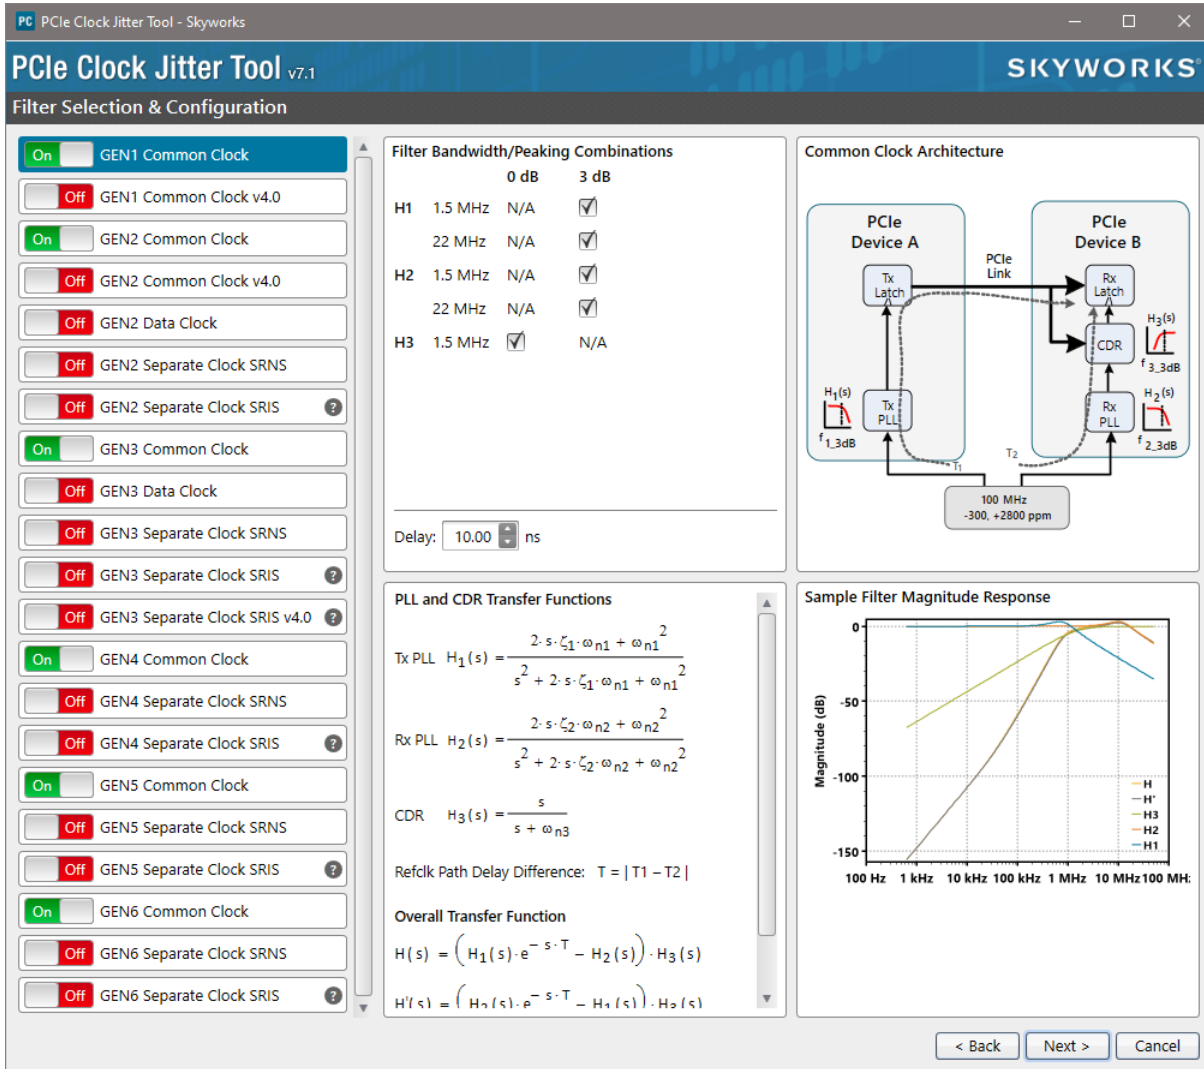 PC PCIe Clock Jitter Tool - Skyworks
PCIe Clock Jitter Tool v7.1
SKYWORKS®
Filter Selection & Configuration
On GEN1 Common Clock
Off GEN1 Common Clock v4.0
On GEN2 Common Clock
Off GEN2 Common Clock v4.0
Off GEN2 Data Clock
Off GEN2 Separate Clock SRNS
Off GEN2 Separate Clock SRIS ?
On GEN3 Common Clock
Off GEN3 Data Clock
Off GEN3 Separate Clock SRNS
Off GEN3 Separate Clock SRIS ?
Off GEN3 Separate Clock SRIS v4.0 ?
On GEN4 Common Clock
Off GEN4 Separate Clock SRNS
Off GEN4 Separate Clock SRIS ?
On GEN5 Common Clock
Off GEN5 Separate Clock SRNS
Off GEN5 Separate Clock SRIS ?
On GEN6 Common Clock
Off GEN6 Separate Clock SRNS
Off GEN6 Separate Clock SRIS ?
Filter Bandwidth/Peaking Combinations
0 dB 3 dB
H1 1.5 MHz N/A
22 MHz N/A
H2 1.5 MHz N/A
22 MHz N/A
H3 1.5 MHz N/A
Delay: 10.00 ns
Common Clock Architecture
PCIe
Device A
PCIe
Device B
PCIe
Link
Tx
Latch
Rx
Latch
H3(s)
CDR
f 3_3dB
H1(s)
Tx
PLL
f 1_3dB
H2(s)
Rx
PLL
f 2_3dB
T1
T2
100 MHz
-300, +2800 ppm
PLL and CDR Transfer Functions
Tx PLL H1(s) = (2·s·ζ1·ωn1 + ωn1²) / (s² + 2·s·ζ1·ωn1 + ωn1²)
Rx PLL H2(s) = (2·s·ζ2·ωn2 + ωn2²) / (s² + 2·s·ζ2·ωn2 + ωn2²)
CDR H3(s) = s / (s + ωn3)
Refclk Path Delay Difference: T = | T1 – T2 |
Overall Transfer Function
H(s) = (H1(s)·e^(– s·T) – H2(s))·H3(s)
H'(s) = (H2(s)·e^(– s·T) – H1(s))·H3(s)
Sample Filter Magnitude Response
Magnitude (dB)
0
-50
-100
-150
H
H'
H3
H2
H1
100 Hz 1 kHz 10 kHz 100 kHz 1 MHz 10 MHz 100 MHz
< Back Next > Cancel